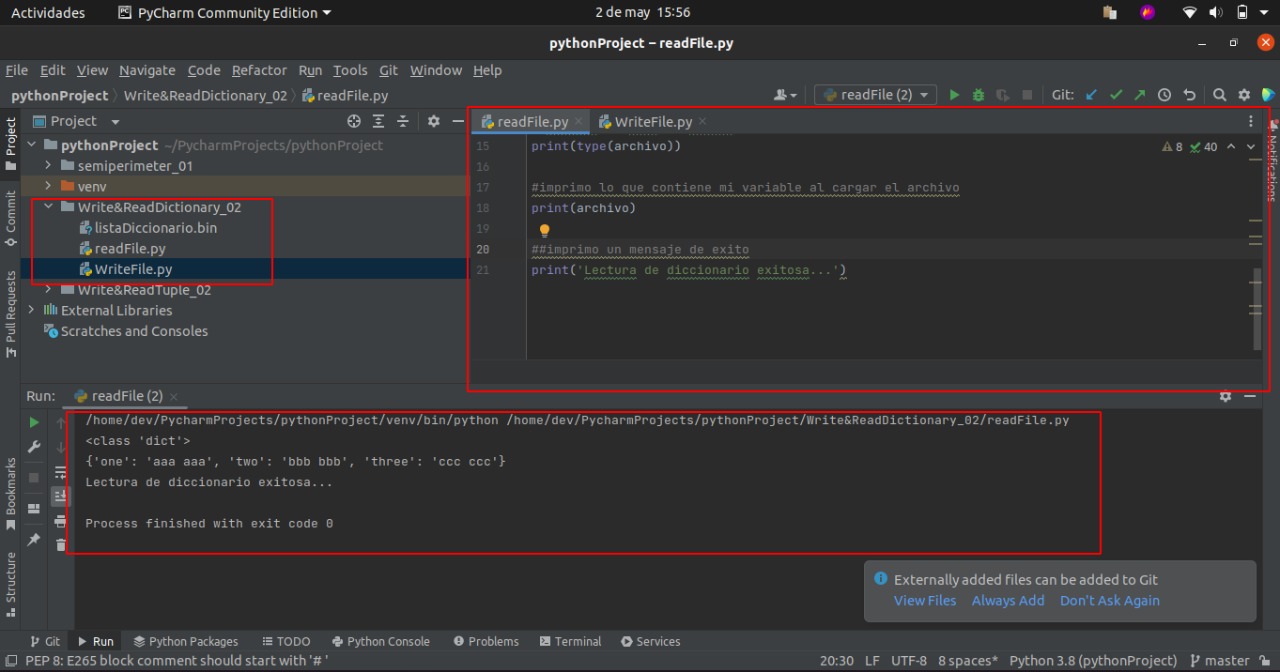 Actividades PyCharm Community Edition 2 de may 15:56
pythonProject – readFile.py
File Edit View Navigate Code Refactor Run Tools Git Window Help
pythonProject Write&ReadDictionary_02 readFile.py readFile (2) Git:
Project
Project
pythonProject ~/PycharmProjects/pythonProject
semiperimeter_01
venv
Write&ReadDictionary_02
listaDiccionario.bin
readFile.py
WriteFile.py
Write&ReadTuple_02
External Libraries
Scratches and Consoles
Commit
Pull Requests
readFile.py WriteFile.py
8 40
15 print(type(archivo))
16
17 #imprimo lo que contiene mi variable al cargar el archivo
18 print(archivo)
19
20 ##imprimo un mensaje de exito
21 print('Lectura de diccionario exitosa...')
Notifications
Run: readFile (2)
/home/dev/PycharmProjects/pythonProject/venv/bin/python /home/dev/PycharmProjects/pythonProject/Write&ReadDictionary_02/readFile.py
<class 'dict'>
{'one': 'aaa aaa', 'two': 'bbb bbb', 'three': 'ccc ccc'}
Lectura de diccionario exitosa...
Process finished with exit code 0
Bookmarks
Structure
Externally added files can be added to Git
View Files Always Add Don't Ask Again
Git Run Python Packages TODO Python Console Problems Terminal Services
PEP 8: E265 block comment should start with '# ' 20:30 LF UTF-8 8 spaces* Python 3.8 (pythonProject) master